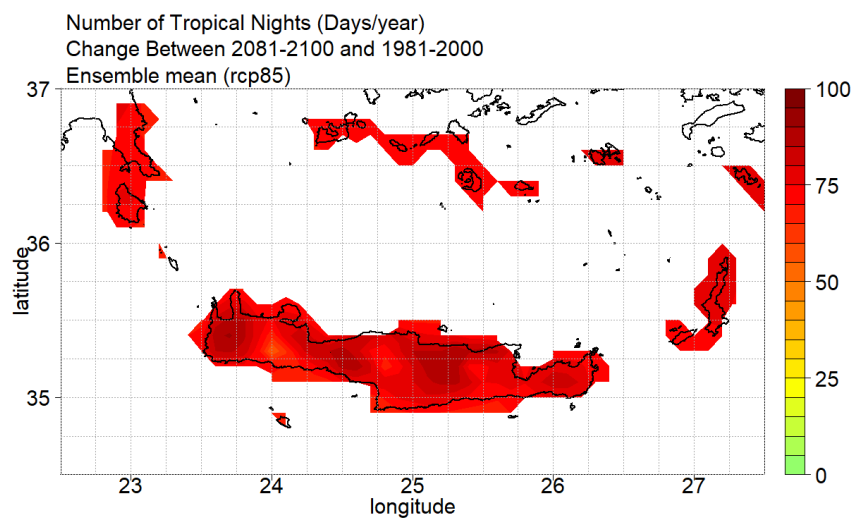 Number of Tropical Nights (Days/year)
Change Between 2081-2100 and 1981-2000
Ensemble mean (rcp85)
37
36
35
latitude
23
24
25
26
27
longitude
100
75
50
25
0